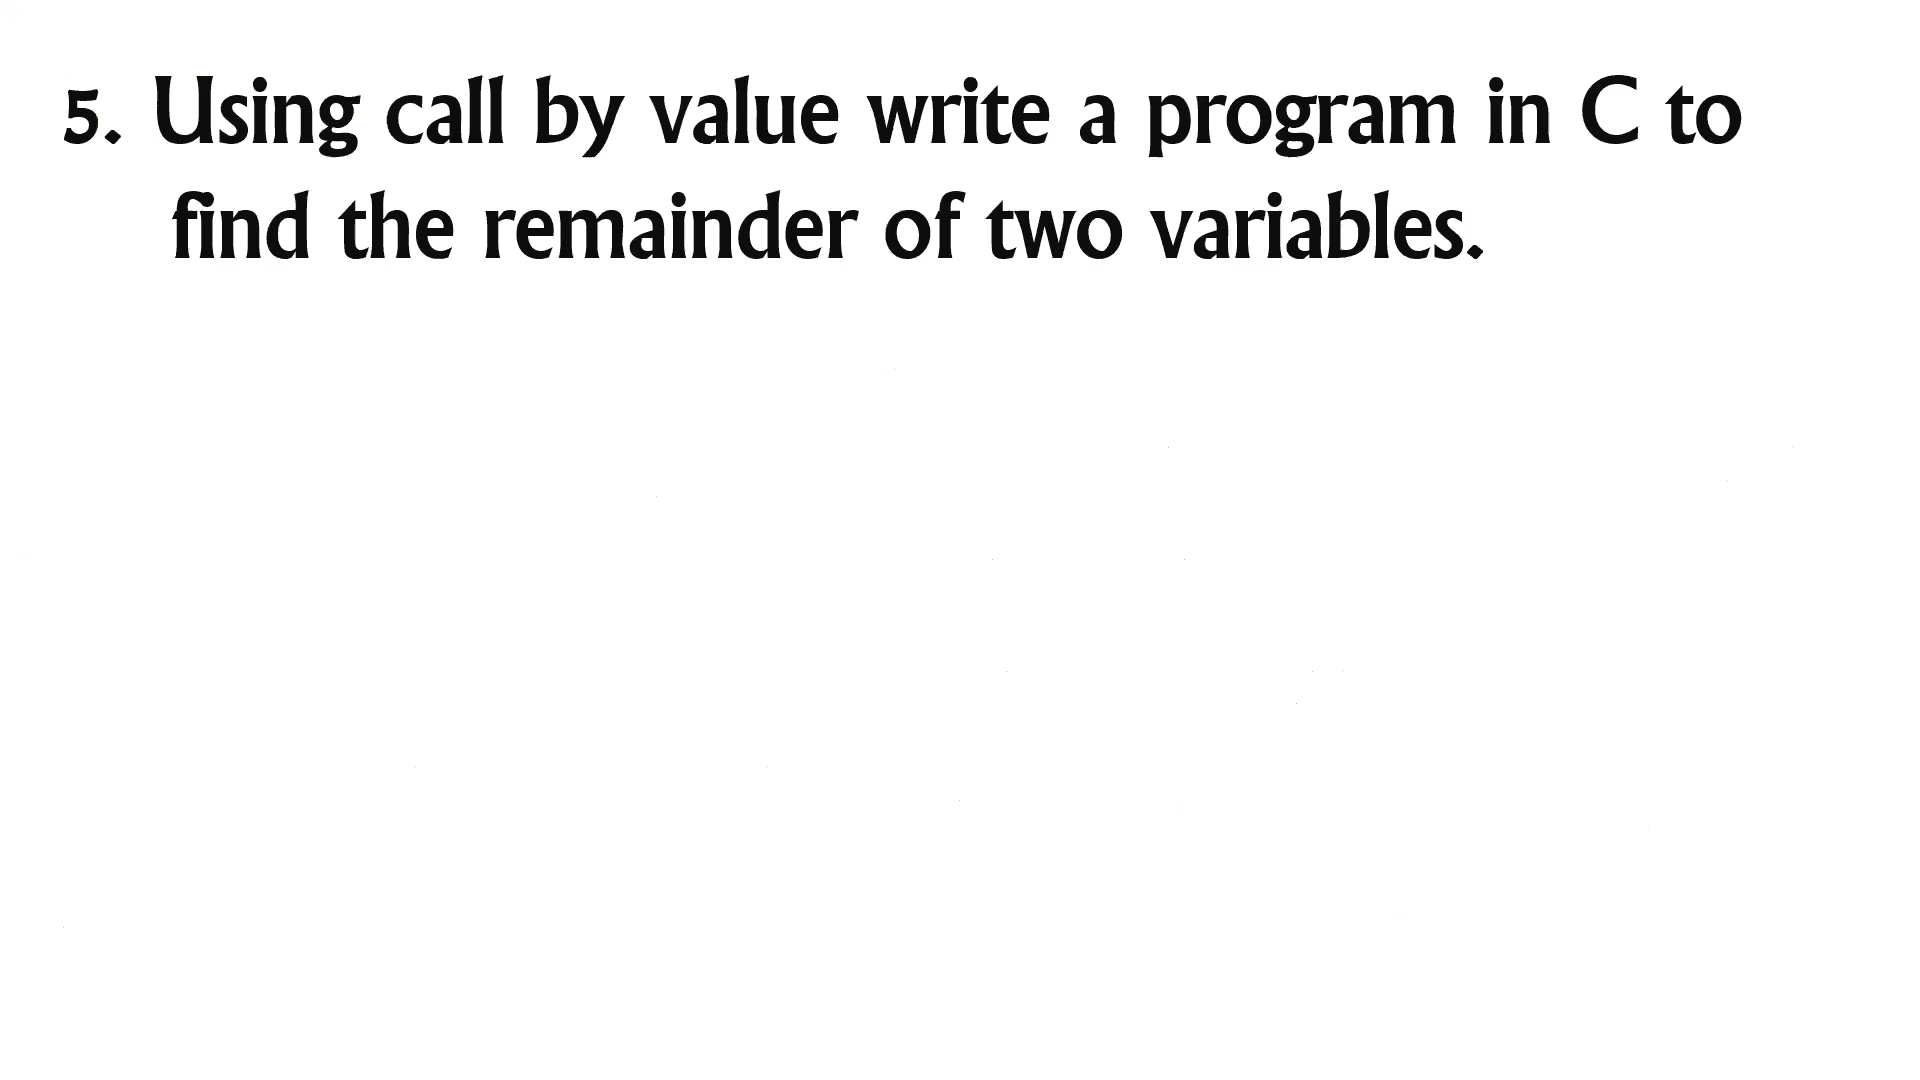 5. Using call by value write a program in C to
find the remainder of two variables.